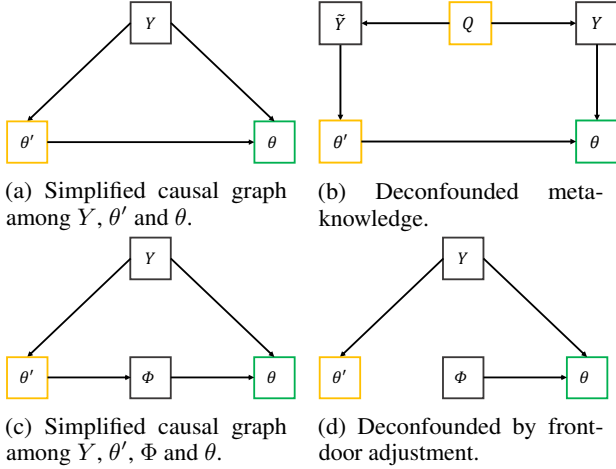 Y
θ′
θ
(a) Simplified causal graph
among Y, θ′ and θ.
Ỹ
Q
Y
θ′
θ
(b) Deconfounded meta-
knowledge.
Y
θ′
Φ
θ
(c) Simplified causal graph
among Y, θ′, Φ and θ.
Y
θ′
Φ
θ
(d) Deconfounded by front-
door adjustment.